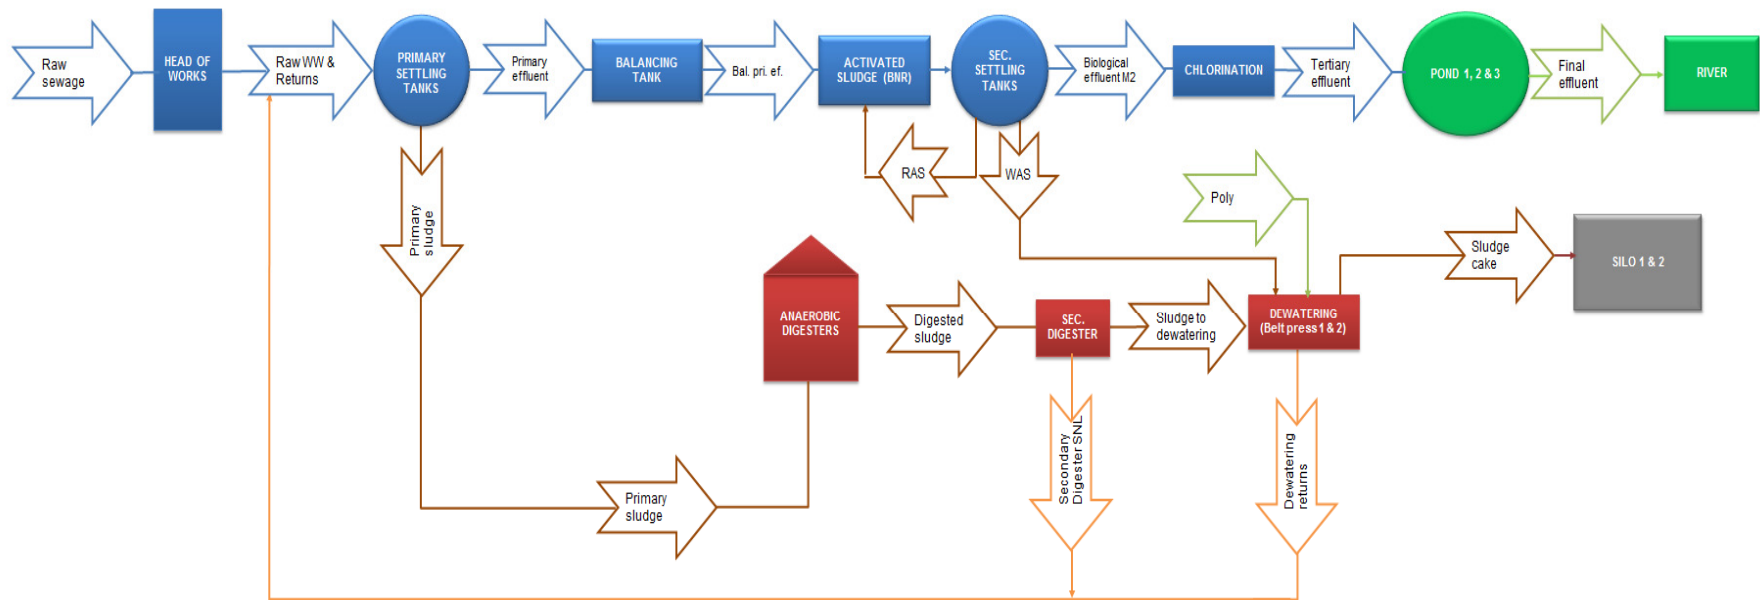 Raw
sewage
HEAD OF
WORKS
Raw WW &
Returns
PRIMARY
SETTLING
TANKS
Primary
effluent
BALANCING
TANK
Bal. pri. ef.
ACTIVATED
SLUDGE (BNR)
SEC.
SETTLING
TANKS
Biological
effluent M2
CHLORINATION
Tertiary
effluent
POND 1, 2 & 3
Final
effluent
RIVER
RAS
WAS
Primary
sludge
Poly
Sludge
cake
SILO 1 & 2
ANAEROBIC
DIGESTERS
Digested
sludge
SEC.
DIGESTER
Sludge to
dewatering
DEWATERING
(Belt press 1 & 2)
Primary
sludge
Secondary
Digester SNL
Dewatering
returns